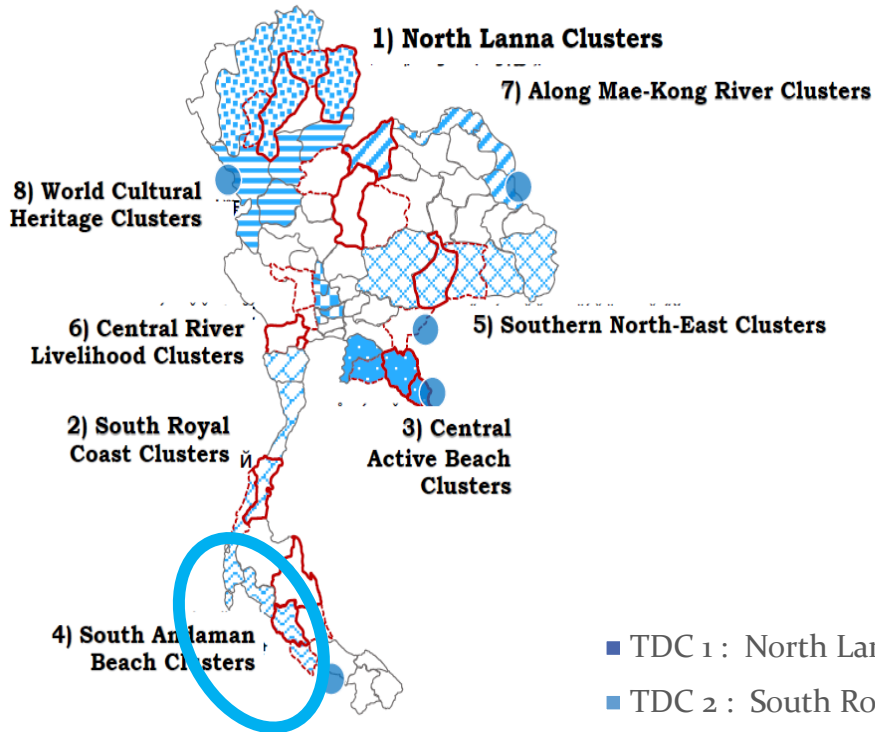 1) North Lanna Clusters
7) Along Mae-Kong River Clusters
8) World Cultural
Heritage Clusters
6) Central River
Livelihood Clusters
5) Southern North-East Clusters
2) South Royal
Coast Clusters
й
3) Central
Active Beach
Clusters
4) South Andaman
Beach Clusters
TDC 1 : North Lan
TDC 2 : South Ro